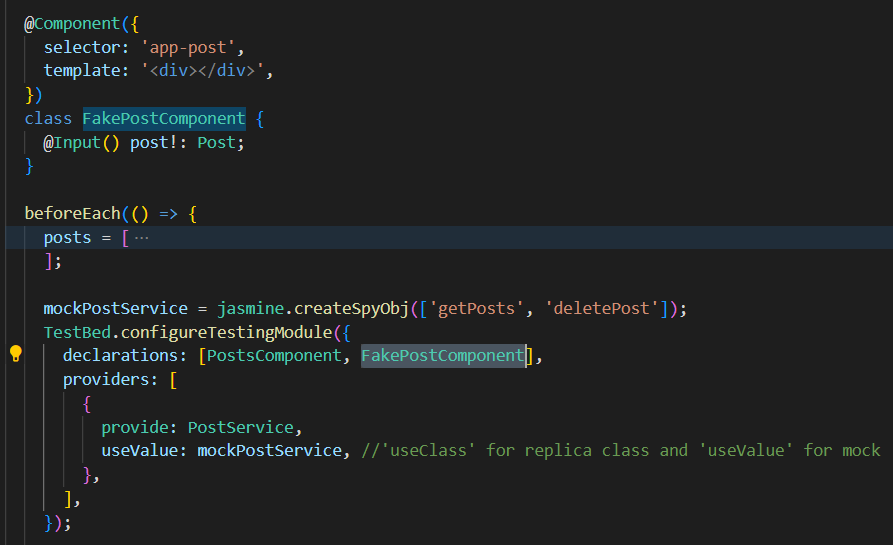 @Component({
  selector: 'app-post',
  template: '<div></div>',
})
class FakePostComponent {
  @Input() post!: Post;
}

beforeEach(() => {
  posts = [ ···
  ];

  mockPostService = jasmine.createSpyObj(['getPosts', 'deletePost']);
  TestBed.configureTestingModule({
    declarations: [PostsComponent, FakePostComponent],
    providers: [
      {
        provide: PostService,
        useValue: mockPostService, //'useClass' for replica class and 'useValue' for mock
      },
    ],
  });